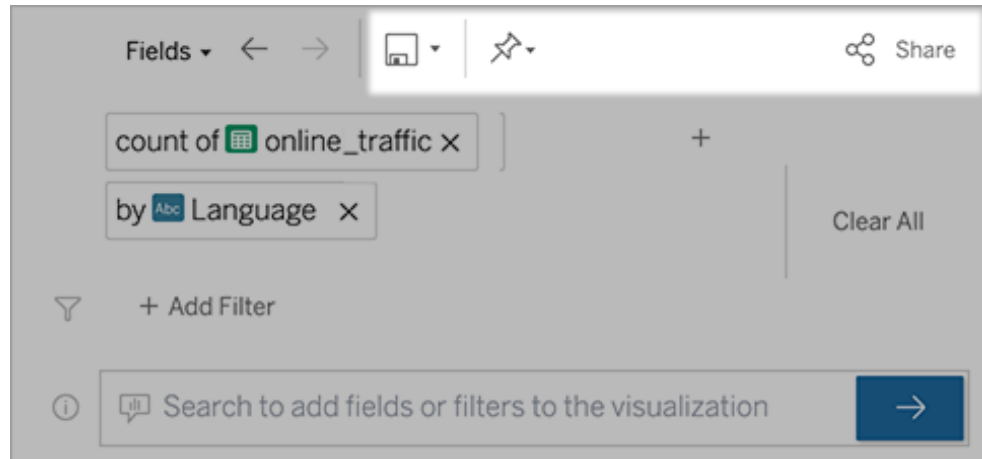 Fields
Share
count of online_traffic
by Abc Language
Clear All
+ Add Filter
Search to add fields or filters to the visualization